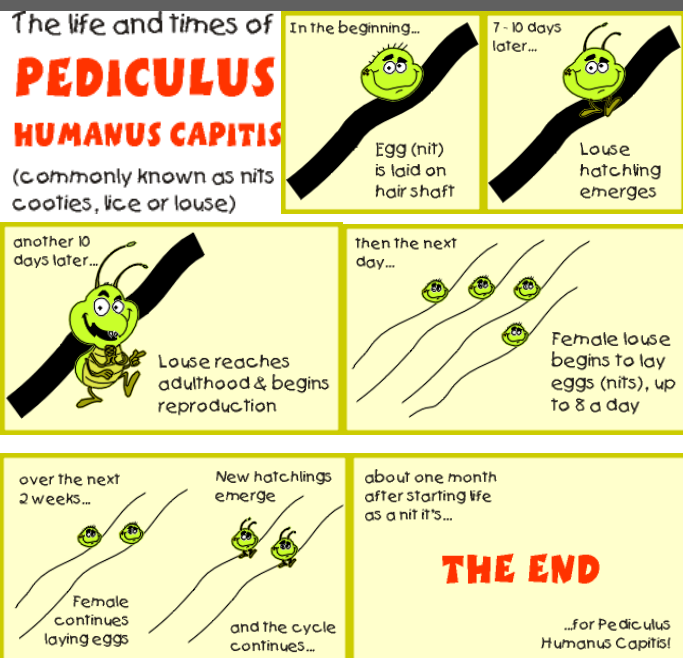 The life and times of
PEDICULUS
HUMANUS CAPITIS
(commonly known as nits
cooties, lice or louse)
In the beginning...
Egg (nit)
is laid on
hair shaft
7 - 10 days
later...
Louse
hatchling
emerges
another 10
days later...
Louse reaches
adulthood & begins
reproduction
then the next
day...
Female louse
begins to lay
eggs (nits), up
to 8 a day
over the next
2 weeks...
Female
continues
laying eggs
New hatchlings
emerge
and the cycle
continues...
about one month
after starting life
as a nit it's...
THE END
...for Pediculus
Humanus Capitis!